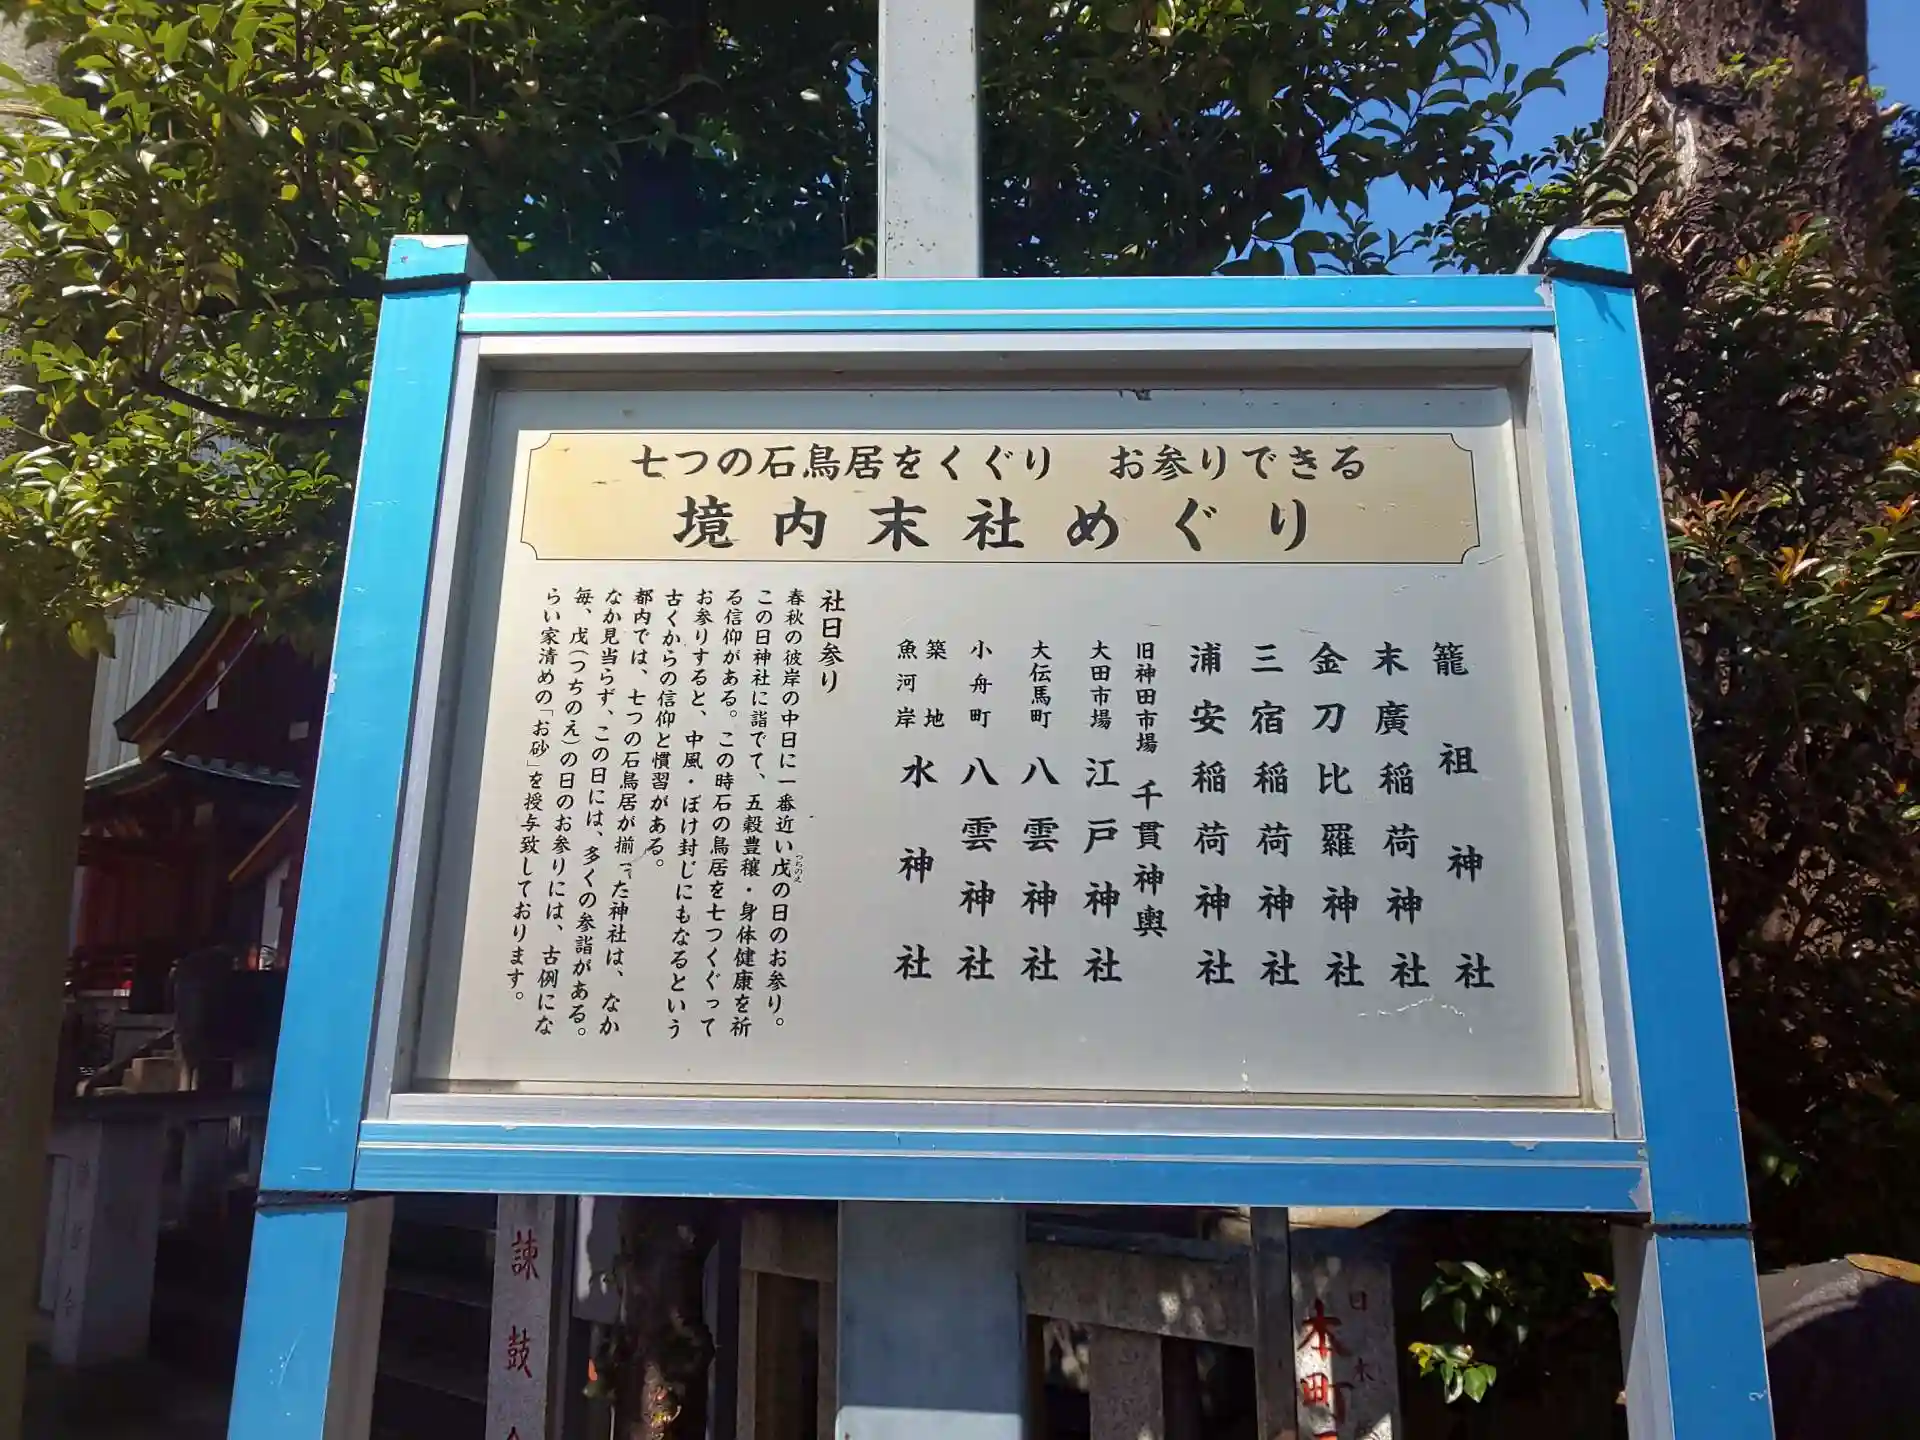 七つの石鳥居をくぐり　お参りできる
境内末社めぐり
籠祖神社
末廣稲荷神社
金刀比羅神社
三宿稲荷神社
浦安稲荷神社
旧神田市場 千貫神輿
大田市場 江戸神社
大伝馬町 八雲神社
小舟町 八雲神社
築地
魚河岸 水神社
社日参り
春秋の彼岸の中日に一番近い戊(つちのえ)の日のお参り。
この日神社に詣でて、五穀豊穣・身体健康を祈
る信仰がある。この時石の鳥居を七つくぐって
お参りすると、中風・ぼけ封じにもなるという
古くからの信仰と慣習がある。
都内では、七つの石鳥居が揃った神社は、なか
なか見当らず、この日には、多くの参詣がある。
毎、戊(つちのえ)の日のお参りには、古例にな
らい家清めの「お砂」を授与致しております。
諫鼓
日本
本町